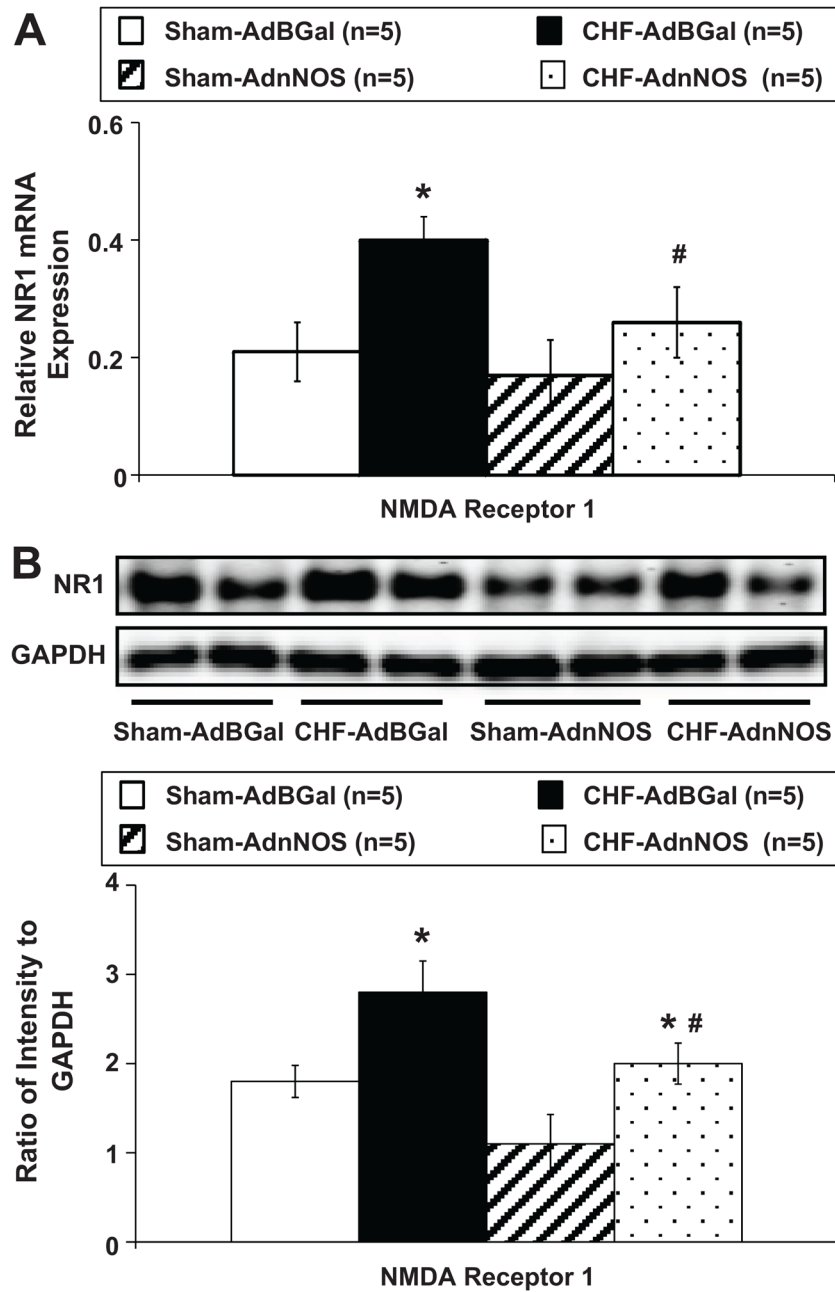 A
Sham-AdBGal (n=5) CHF-AdBGal (n=5)
Sham-AdnNOS (n=5) CHF-AdnNOS (n=5)
Relative NR1 mRNA
Expression
0.6
0.4
0.2
0
*
#
NMDA Receptor 1
B
NR1
GAPDH
Sham-AdBGal CHF-AdBGal Sham-AdnNOS CHF-AdnNOS
Sham-AdBGal (n=5) CHF-AdBGal (n=5)
Sham-AdnNOS (n=5) CHF-AdnNOS (n=5)
Ratio of Intensity to
GAPDH
4
3
2
1
0
*
* #
NMDA Receptor 1